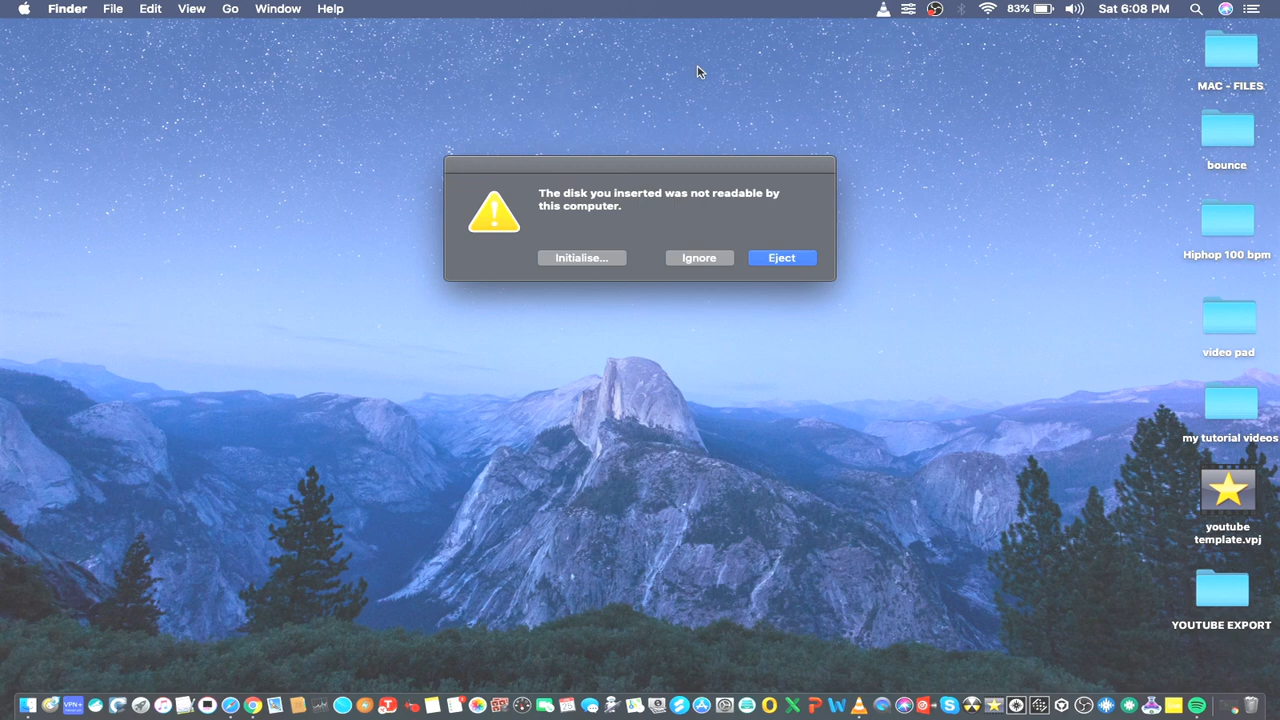 Finder File Edit View Go Window Help 83% Sat 6:08 PM
MAC - FILES
bounce
The disk you inserted was not readable by
this computer.
Initialise... Ignore Eject
Hiphop 100 bpm
video pad
my tutorial videos
youtube
template.vpj
YOUTUBE EXPORT
VPN+